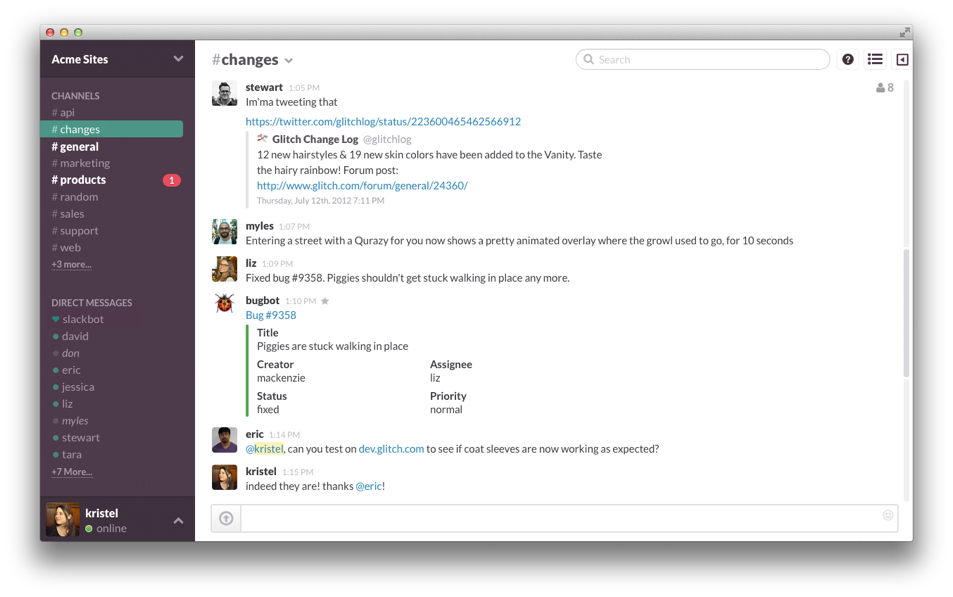 Acme Sites
CHANNELS
# api
# changes
# general
# marketing
# products 1
# random
# sales
# support
# web
+3 more...
DIRECT MESSAGES
slackbot
david
don
eric
jessica
liz
myles
stewart
tara
+7 More...
kristel
online
#changes
Search
?
8
stewart 1:05 PM
Im'ma tweeting that
https://twitter.com/glitchlog/status/223600465462566912
Glitch Change Log @glitchlog
12 new hairstyles & 19 new skin colors have been added to the Vanity. Taste
the hairy rainbow! Forum post:
http://www.glitch.com/forum/general/24360/
Thursday, July 12th, 2012 7:11 PM
myles 1:07 PM
Entering a street with a Qurazy for you now shows a pretty animated overlay where the growl used to go, for 10 seconds
liz 1:09 PM
Fixed bug #9358. Piggies shouldn't get stuck walking in place any more.
bugbot 1:10 PM
Bug #9358
Title
Piggies are stuck walking in place
Creator Assignee
mackenzie liz
Status Priority
fixed normal
eric 1:14 PM
@kristel, can you test on dev.glitch.com to see if coat sleeves are now working as expected?
kristel 1:15 PM
indeed they are! thanks @eric!